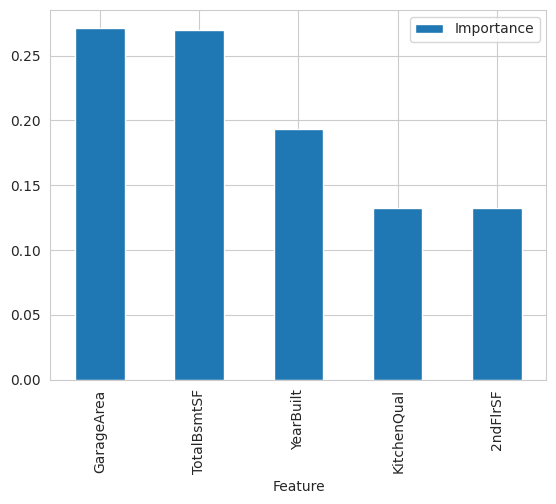 Importance
0.25
0.20
0.15
0.10
0.05
0.00
GarageArea
TotalBsmtSF
YearBuilt
KitchenQual
2ndFlrSF
Feature